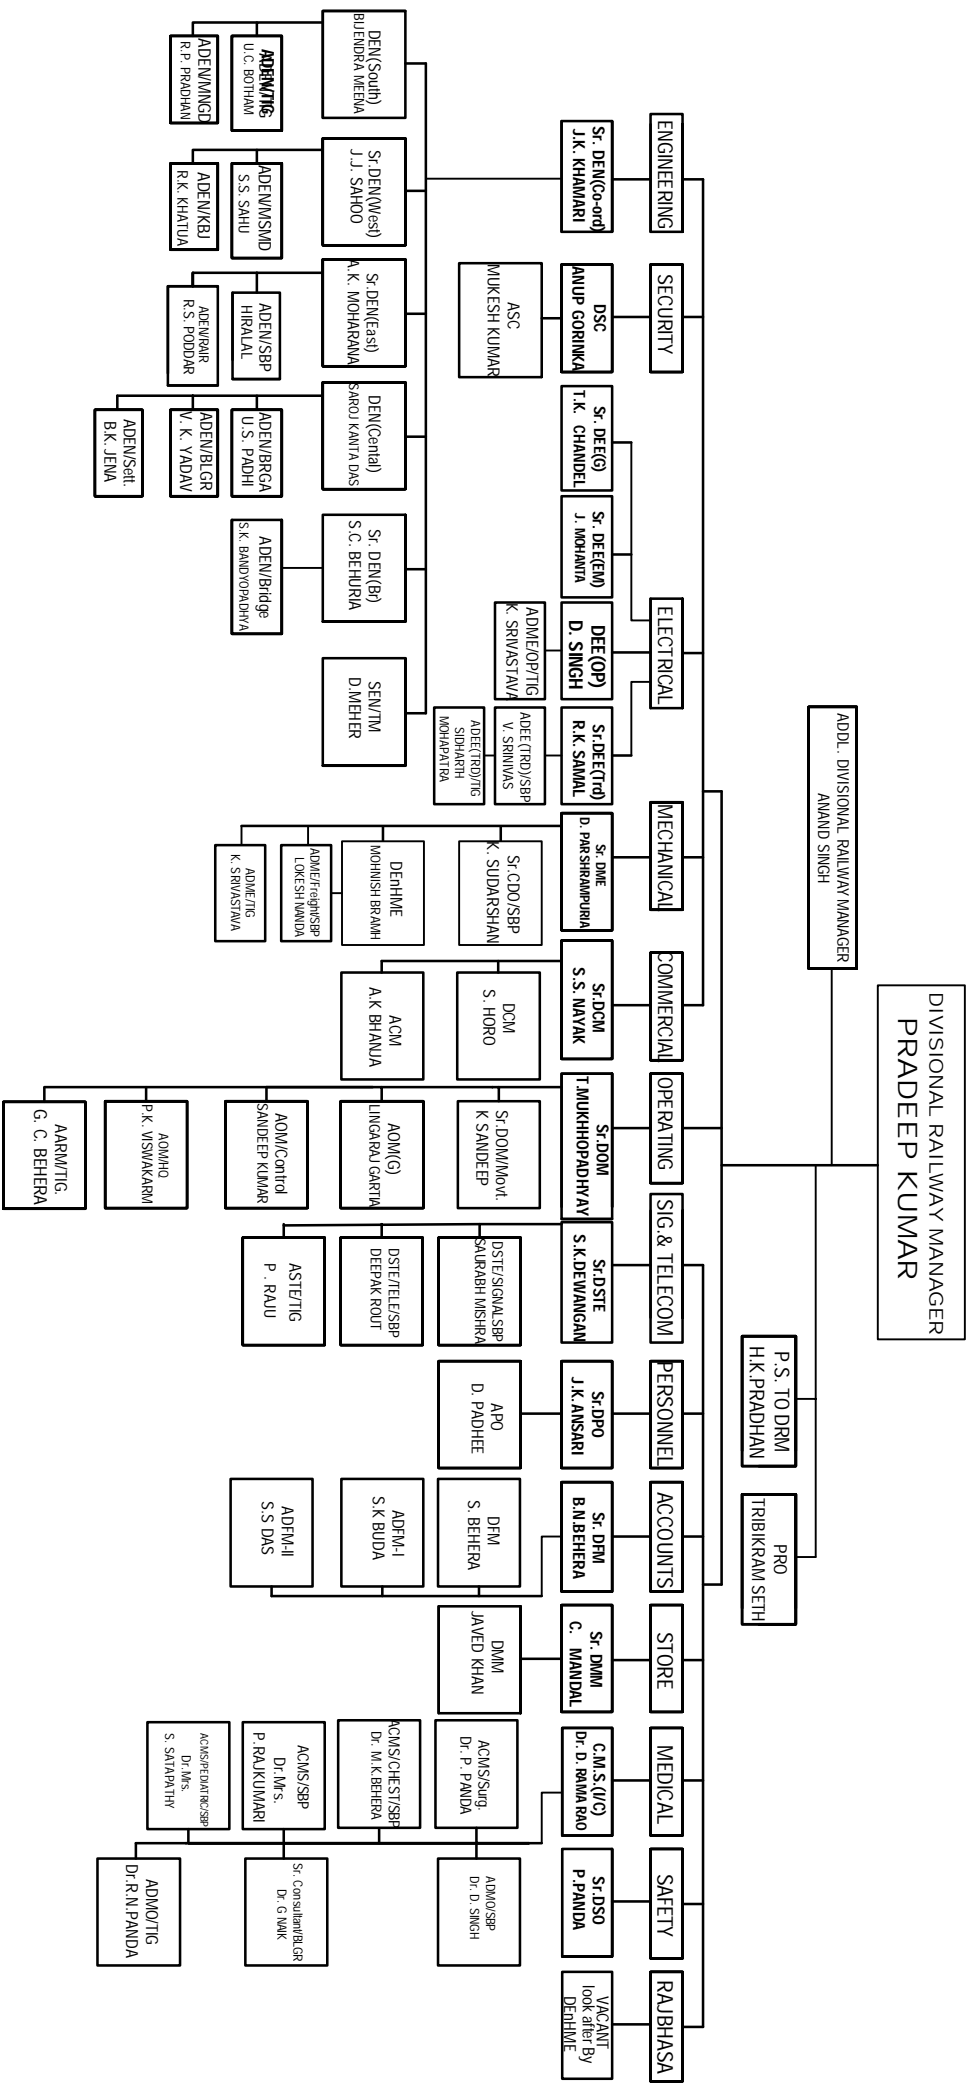 DIVISIONAL RAILWAY MANAGER
PRADEEP KUMAR
ADDL. DIVISIONAL RAILWAY MANAGER
ANAND SINGH
P.S. TO DRM
H.K.PRADHAN
PRO
TRIBIKRAM SETH
ENGINEERING
SECURITY
ELECTRICAL
MECHANICAL
COMMERCIAL
OPERATING
SIG.& TELECOM
PERSONNEL
ACCOUNTS
STORE
MEDICAL
SAFETY
RAJBHASA
Sr. DEN(Co-ord)
J.K. KHAMARI
DSC
ANUP GORINKA
Sr. DEE(G)
T.K. CHANDEL
Sr. DEE(EM)
J. MOHANTA
DEE(OP)
D. SINGH
Sr.DEE(Trd)
R.K. SAMAL
Sr. DME
D. PARSHRAMPURIA
Sr.DCM
S.S. NAYAK
Sr.DOM
T.MUKHHOPADHYAY
Sr.DSTE
S.K.DEWANGAN
Sr.DPO
J.K. ANSARI
Sr. DFM
B.N.BEHERA
Sr. DMM
C. MANDAL
C.M.S.(I/C)
Dr. D. RAMA RAO
Sr.DSO
P.PANDA
VACANT
look after By
DEnHME
ASC
MUKESH KUMAR
ADME/OP/TIG
K. SRIVASTAVA
ADEE(TRD)/SBP
V. SRINIVAS
ADEE(TRD)/TIG
SIDHARTH
MOHAPATRA
Sr.CDO/SBP
K. SUDARSHAN
DEnHME
MOHNISH BRAMH
ADME/Freight/SBP
LOKESH NANDA
ADME/TIG
K. SRIVASTAVA
DCM
S. HORO
ACM
A.K BHANJA
Sr.DOM/Movt.
K SANDEEP
AOM(G)
LINGARAJ GARTIA
AOM/Control
SANDEEP KUMAR
AOM/HQ
P.K. VISWAKARM
AARM/TIG.
G. C. BEHERA
DSTE/SIGNALSBP
SAURABH MISHRA
DSTE/TELE/SBP
DEEPAK ROUT
ASTE/TIG
P . RAJU
APO
D. PADHEE
DFM
S. BEHERA
ADFM-I
S.K BUDA
ADFM-II
S.S DAS
DMM
JAVED KHAN
ACMS/Surg.
Dr. P. PANDA
ACMS/CHEST/SBP
Dr. M.K.BEHERA
ACMS/SBP
Dr.Mrs.
P.RAJKUMARI
ACMS/PEDIATRIC/SBP
Dr.Mrs.
S. SATAPATHY
ADMO/SBP
Dr. D. SINGH
Sr. Consultant/BLGR
Dr. G NAIK
ADMO/TIG
Dr.R.N.PANDA
DEN(South)
BIJENDRA MEENA
Sr.DEN(West)
J.J. SAHOO
Sr.DEN(East)
A.K. MOHARANA
DEN(Cental)
SAROJ KANTA DAS
Sr. DEN(Br)
S.C. BEHURIA
SEN/TM
D.MEHER
ADEN/TIG
U.C. BOTHAM
ADEN/MNGD
R.P. PRADHAN
ADEN/MSMD
S.S. SAHU
ADEN/KBJ
R.K. KHATUA
ADEN/SBP
HIRALAL
ADEN/RAIR
R.S. PODDAR
ADEN/BRGA
U.S. PADHI
ADEN/BLGR
V. K. YADAV
ADEN/Sett.
B.K. JENA
ADEN/Bridge
S.K. BANDYOPADHYA